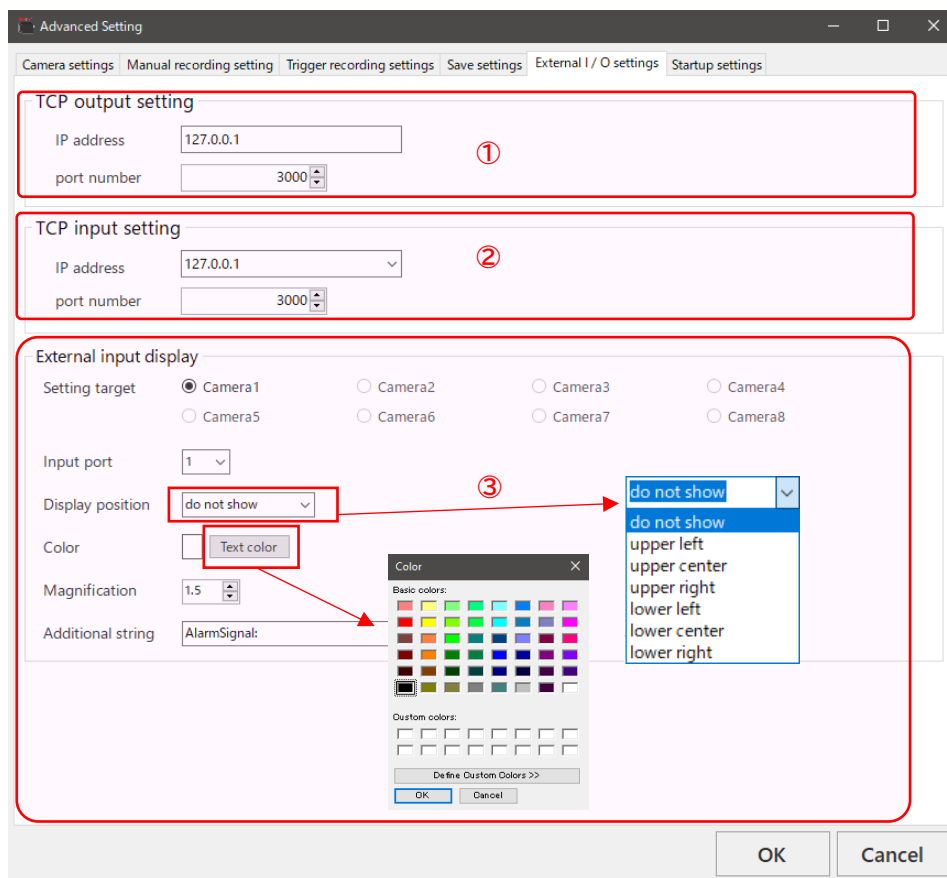 Advanced Setting
Camera settings Manual recording setting Trigger recording settings Save settings External I / O settings Startup settings
TCP output setting
IP address 127.0.0.1
①
port number 3000
TCP input setting
②
IP address 127.0.0.1
port number 3000
External input display
Setting target Camera1 Camera2 Camera3 Camera4
Camera5 Camera6 Camera7 Camera8
Input port 1
③
Display position do not show
do not show
do not show
upper left
upper center
upper right
lower left
lower center
lower right
Color Text color
Magnification 1.5
Additional string AlarmSignal:
Color
Basic colors:
Custom colors:
Define Custom Colors >>
OK Cancel
OK Cancel